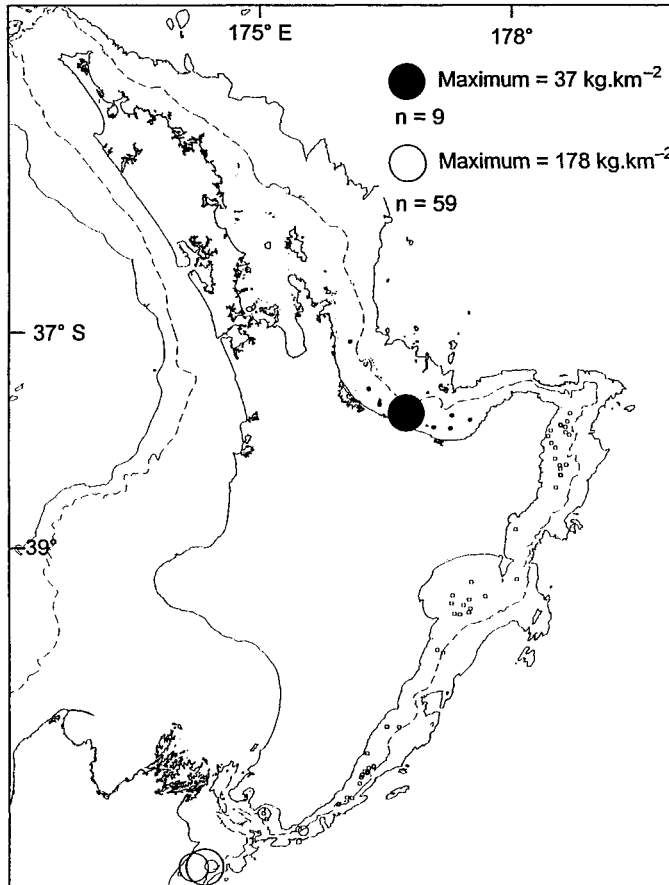 175° E
178°
Maximum = 37 kg.km⁻²
n = 9
Maximum = 178 kg.km⁻²
n = 59
37° S
39